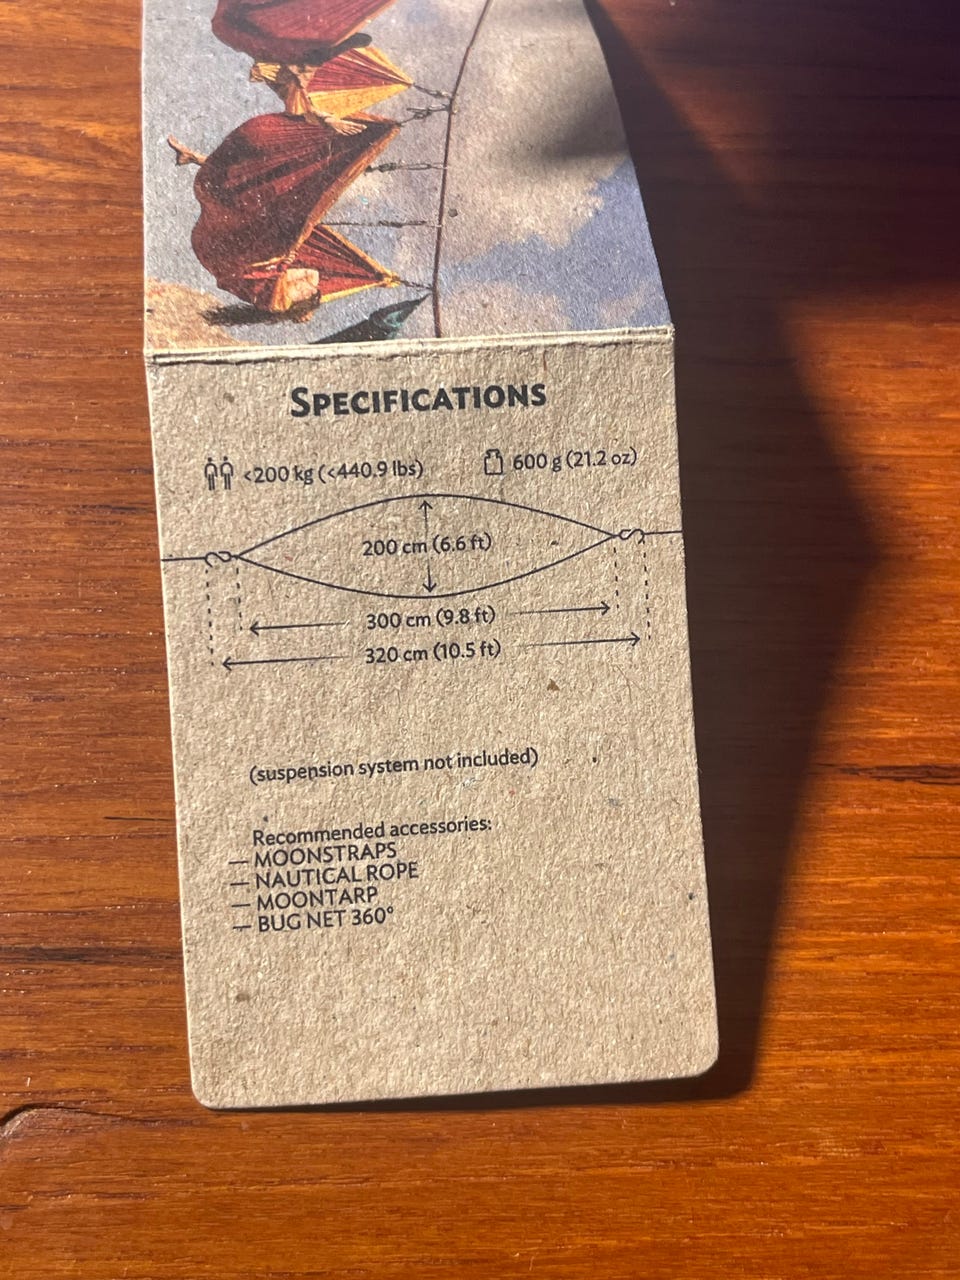 SPECIFICATIONS
<200 kg (<440.9 lbs) 600 g (21.2 oz)
200 cm (6.6 ft)
300 cm (9.8 ft)
320 cm (10.5 ft)
(suspension system not included)
Recommended accessories:
— MOONSTRAPS
— NAUTICAL ROPE
— MOONTARP
— BUG NET 360°